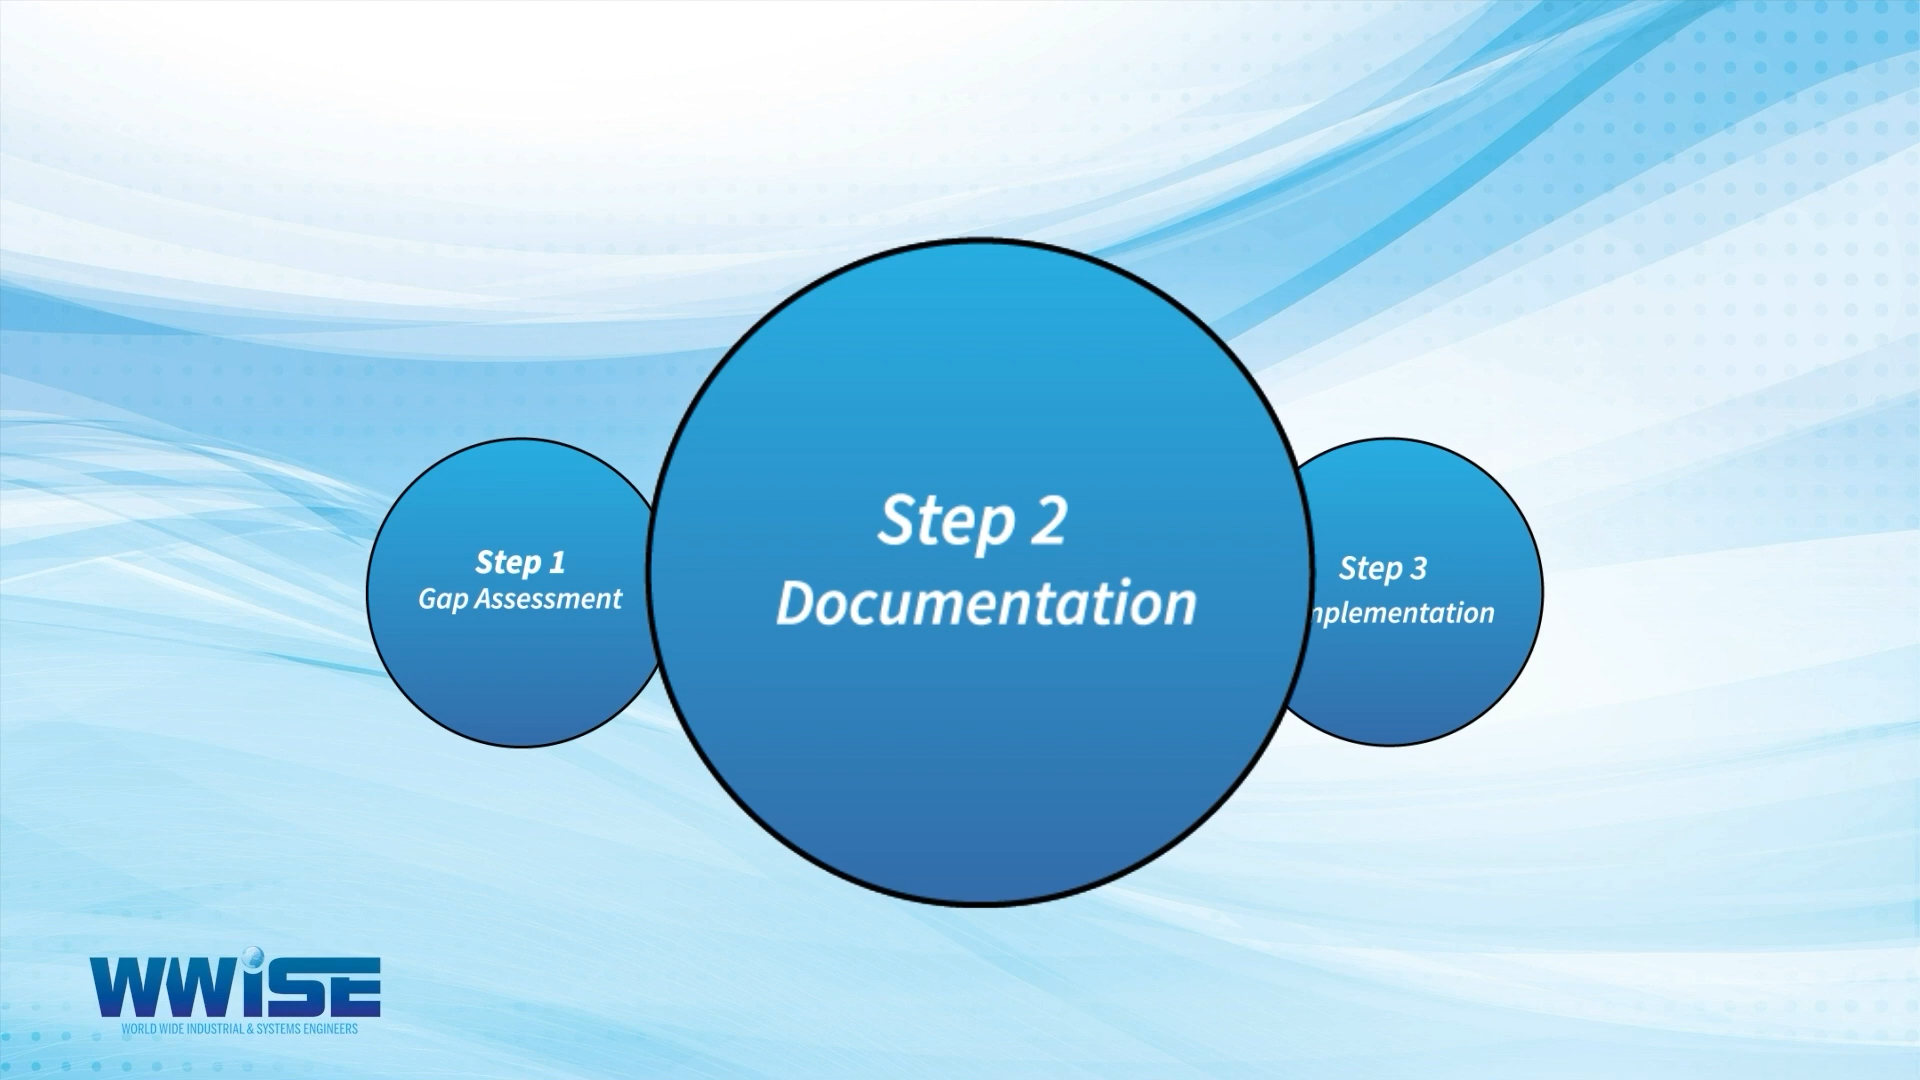 Step 1
Gap Assessment
Step 2
Documentation
Step 3
nplementation
WWISE
WORLD WIDE INDUSTRIAL & SYSTEMS ENGINEERS